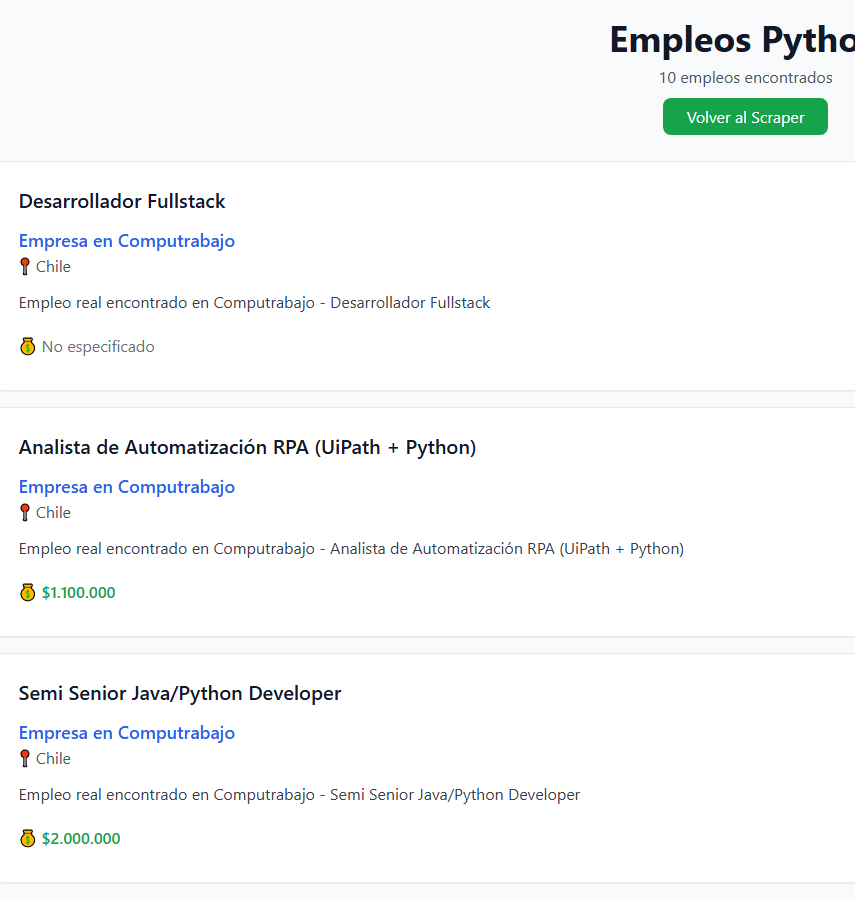 Empleos Pytho
10 empleos encontrados
Volver al Scraper
Desarrollador Fullstack
Empresa en Computrabajo
Chile
Empleo real encontrado en Computrabajo - Desarrollador Fullstack
No especificado
Analista de Automatización RPA (UiPath + Python)
Empresa en Computrabajo
Chile
Empleo real encontrado en Computrabajo - Analista de Automatización RPA (UiPath + Python)
$1.100.000
Semi Senior Java/Python Developer
Empresa en Computrabajo
Chile
Empleo real encontrado en Computrabajo - Semi Senior Java/Python Developer
$2.000.000